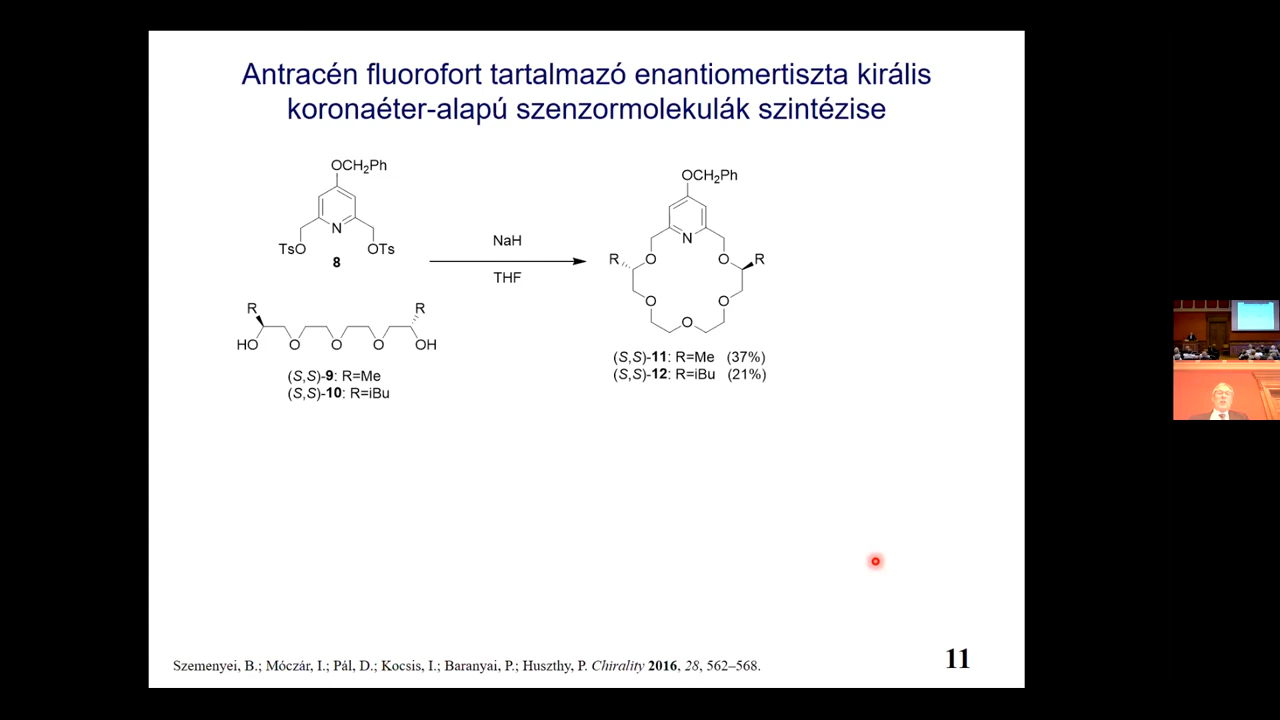 Antracén fluorofort tartalmazó enantiomertiszta királis
koronaéter-alapú szenzormolekulák szintézise
OCH2Ph
N
TsO
OTs
8
R
R
HO
O
O
O
OH
(S,S)-9: R=Me
(S,S)-10: R=iBu
NaH
THF
OCH2Ph
N
R
O
O
R
O
O
O
(S,S)-11: R=Me (37%)
(S,S)-12: R=iBu (21%)
Szemenyei, B.; Móczár, I.; Pál, D.; Kocsis, I.; Baranyai, P.; Huszthy, P. Chirality 2016, 28, 562–568.
11